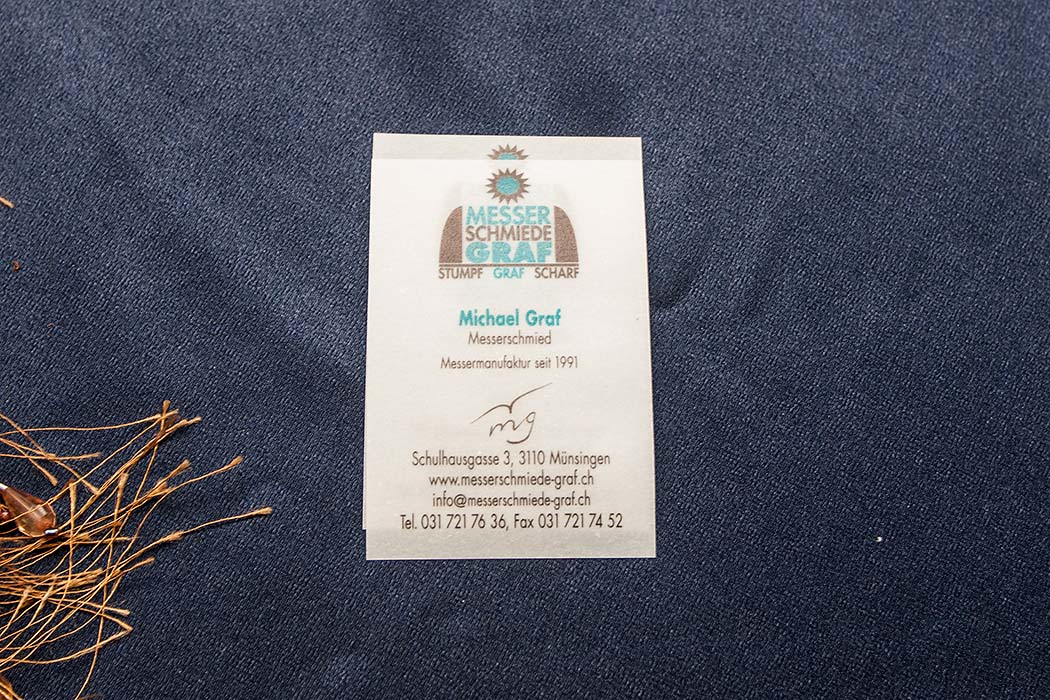 MESSER
SCHMIEDE
GRAF
STUMPF GRAF SCHARF
Michael Graf
Messerschmied
Messermanufaktur seit 1991
mg
Schulhausgasse 3, 3110 Münsingen
www.messerschmiede-graf.ch
info@messerschmiede-graf.ch
Tel. 031 721 76 36, Fax 031 721 74 52